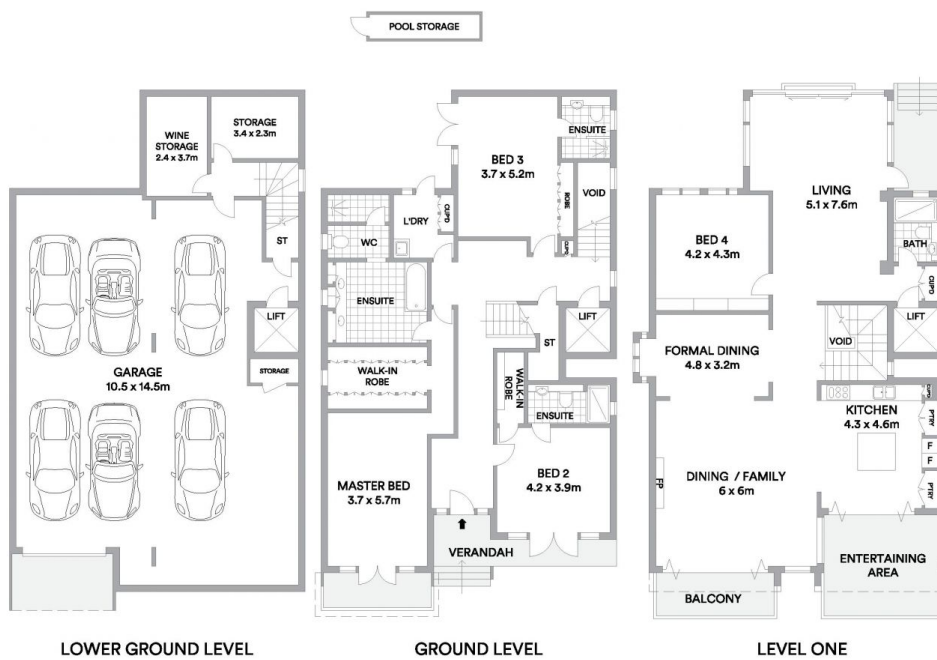 POOL STORAGE
WINE
STORAGE
2.4 x 3.7m
STORAGE
3.4 x 2.3m
ST
LIFT
STORAGE
GARAGE
10.5 x 14.5m
LOWER GROUND LEVEL
BED 3
3.7 x 5.2m
ENSUITE
ROBE
VOID
CUP'D
L'DRY
CUP'D
WC
ENSUITE
LIFT
ST
WALK-IN
ROBE
WALK-IN
ROBE
ENSUITE
MASTER BED
3.7 x 5.7m
BED 2
4.2 x 3.9m
VERANDAH
GROUND LEVEL
LIVING
5.1 x 7.6m
BED 4
4.2 x 4.3m
BATH
CUP'D
LIFT
VOID
FORMAL DINING
4.8 x 3.2m
KITCHEN
4.3 x 4.6m
CUP'D
PTRY
F
F
PTRY
DINING / FAMILY
6 x 6m
FP
ENTERTAINING
AREA
BALCONY
LEVEL ONE